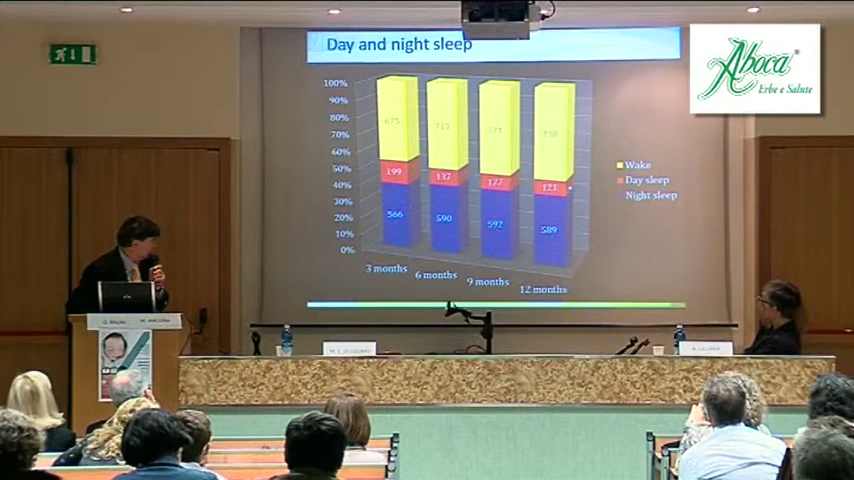 Day and night sleep
Aboca
Erbe e Salute
100%
90%
80%
70%
60%
50%
40%
30%
20%
10%
0%
675
713
199
137
127
121
566
590
592
589
3 months
6 months
9 months
12 months
Wake
Day sleep
Night sleep